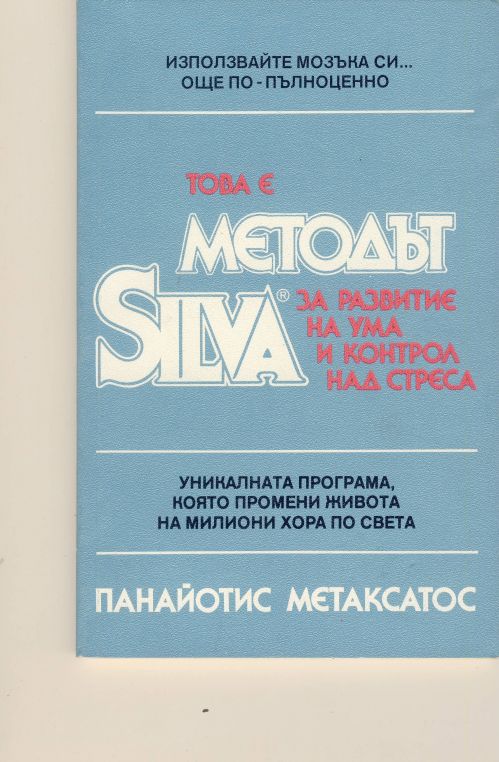 ИЗПОЛЗВАЙТЕ МОЗЪКА СИ...
ОЩЕ ПО - ПЪЛНОЦЕННО
ТОВА Е
МЕТОДЪТ
SILVA®
ЗА РАЗВИТИЕ
НА УМА
И КОНТРОЛ
НАД СТРЕСА
УНИКАЛНАТА ПРОГРАМА,
КОЯТО ПРОМЕНИ ЖИВОТА
НА МИЛИОНИ ХОРА ПО СВЕТА
ПАНАЙОТИС МЕТАКСАТОС